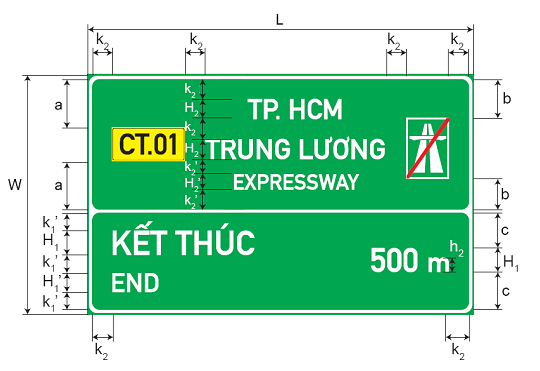 L
k2 k2 k2 k2
a
k2
H2
k2
H2
k2'
H2'
k2
TP. HCM
CT.01
TRUNG LƯƠNG
EXPRESSWAY
b
W
a
b
k1'
H1
k1'
H1'
k1'
KẾT THÚC
END
500 m
h2
c
H1
c
k2 k2